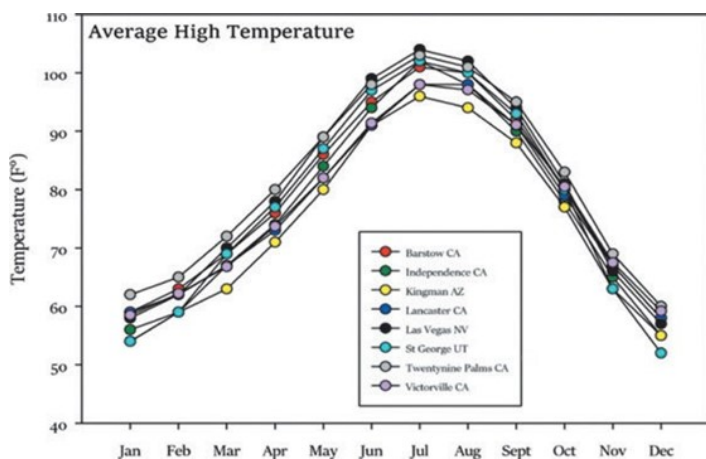 Average High Temperature
Temperature (Fº)
110
100
90
80
70
60
50
40
Barstow CA
Independence CA
Kingman AZ
Lancaster CA
Las Vegas NV
St George UT
Twentynine Palms CA
Victorville CA
Jan Feb Mar Apr May Jun Jul Aug Sept Oct Nov Dec